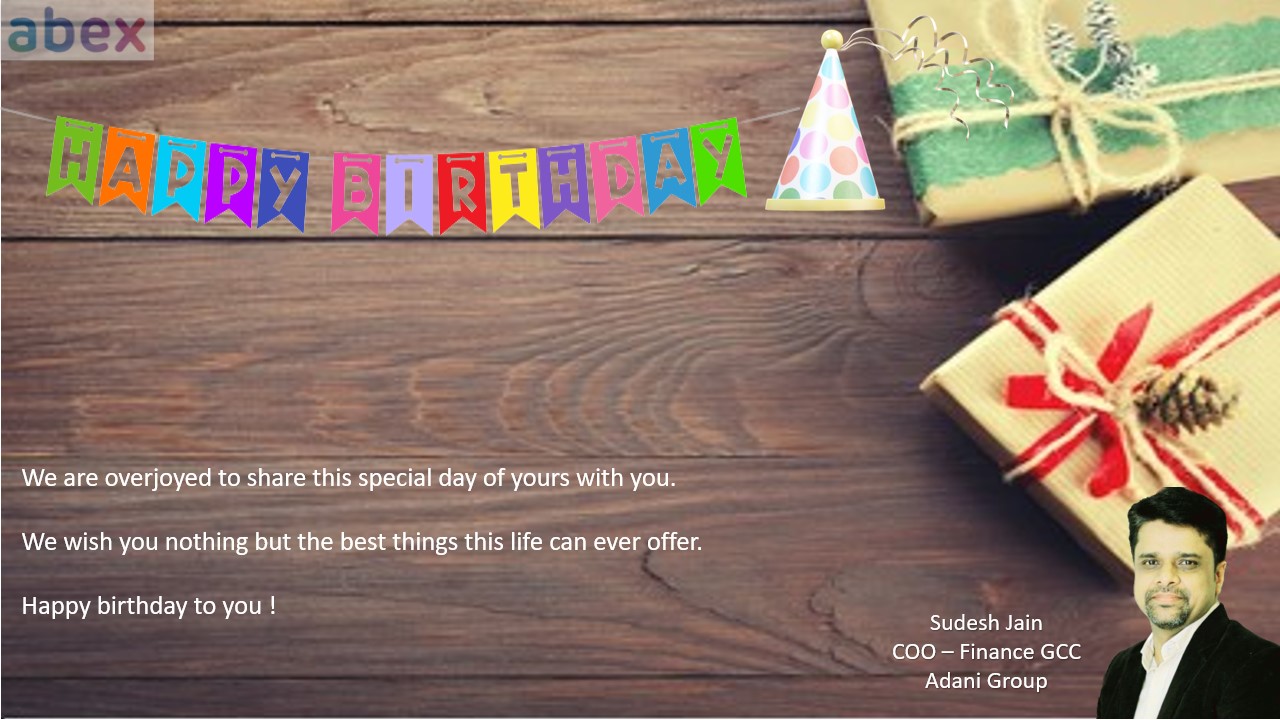 abex
HAPPY BIRTHDAY
We are overjoyed to share this special day of yours with you.
We wish you nothing but the best things this life can ever offer.
Happy birthday to you !
Sudesh Jain
COO – Finance GCC
Adani Group